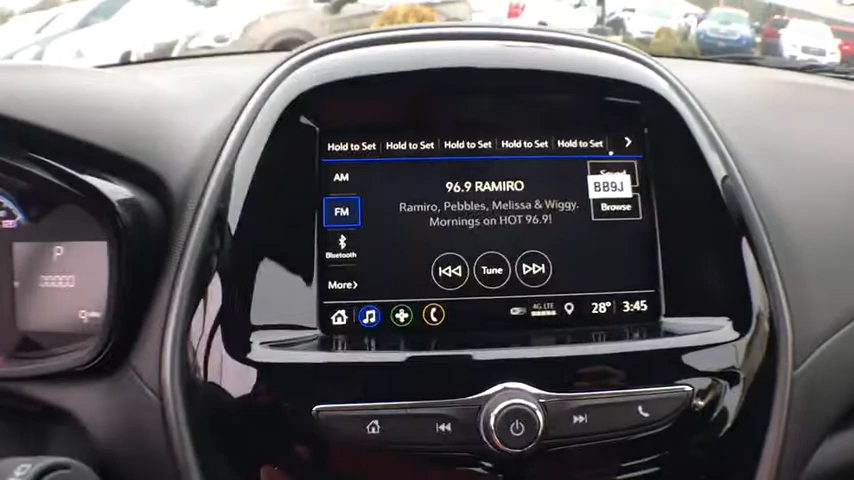 Hold to Set Hold to Set Hold to Set Hold to Set Hold to Set
AM
96.9 RAMIRO
Sound
BB9J
FM
Ramiro, Pebbles, Melissa & Wiggy.
Mornings on HOT 96.9!
Browse
Bluetooth
Tune
More
4G LTE
28° 3:45
P